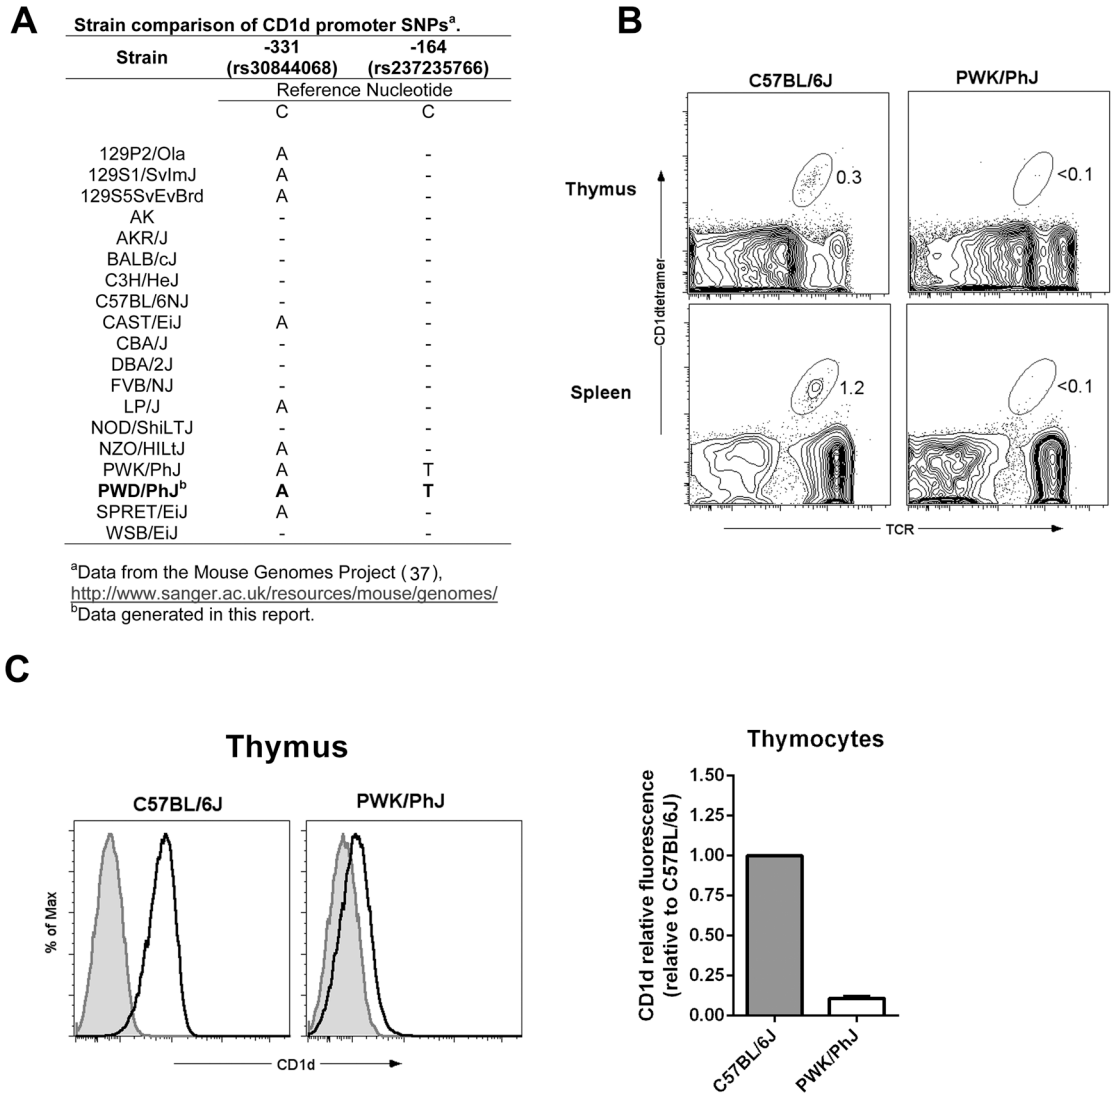 A
Strain comparison of CD1d promoter SNPsa.
Strain
-331
(rs30844068)
-164
(rs237235766)
Reference Nucleotide
C C
129P2/Ola A -
129S1/SvImJ A -
129S5SvEvBrd A -
AK - -
AKR/J - -
BALB/cJ - -
C3H/HeJ - -
C57BL/6NJ - -
CAST/EiJ A -
CBA/J - -
DBA/2J - -
FVB/NJ - -
LP/J A -
NOD/ShiLTJ - -
NZO/HlLtJ A -
PWK/PhJ A T
PWD/PhJb A T
SPRET/EiJ A -
WSB/EiJ - -
aData from the Mouse Genomes Project (37),
http://www.sanger.ac.uk/resources/mouse/genomes/
bData generated in this report.
B
C57BL/6J PWK/PhJ
Thymus
0.3 <0.1
CD1dtetramer
Spleen
1.2 <0.1
TCR
C
Thymus
C57BL/6J PWK/PhJ
% of Max
CD1d
Thymocytes
CD1d relative fluorescence
(relative to C57BL/6J)
1.50
1.25
1.00
0.75
0.50
0.25
0.00
C57BL/6J
PWK/PhJ